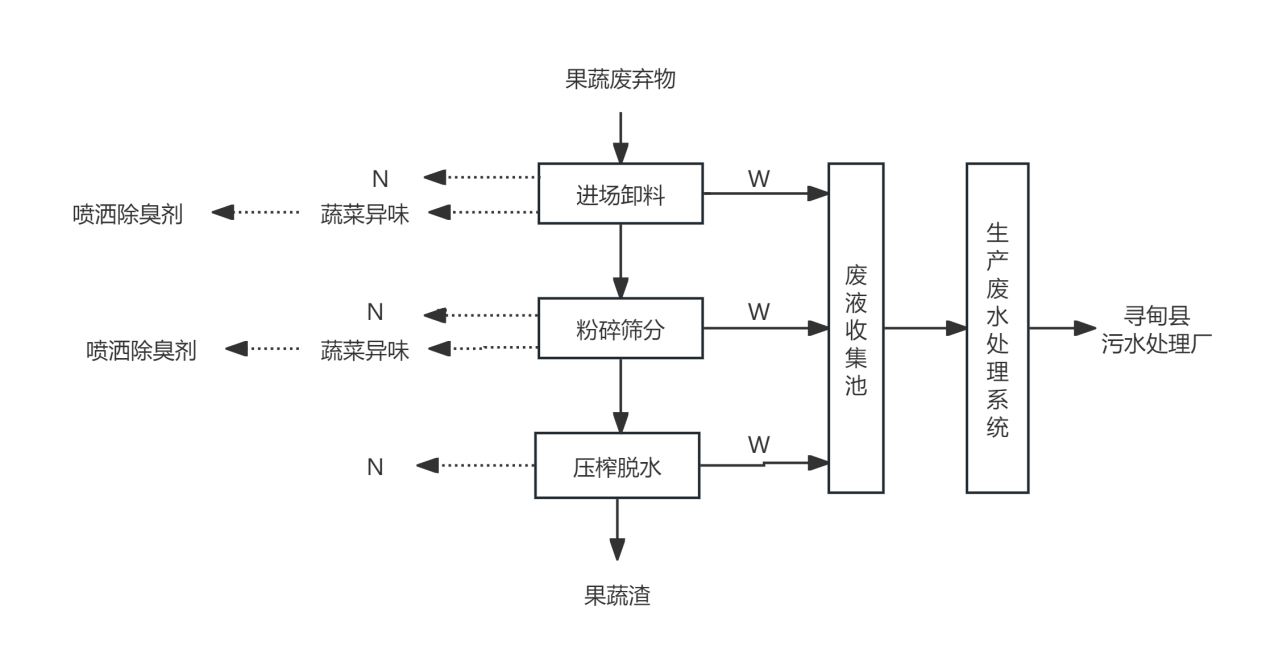 果蔬废弃物
N
进场卸料
W
喷洒除臭剂
蔬菜异味
N
粉碎筛分
W
喷洒除臭剂
蔬菜异味
N
压榨脱水
W
果蔬渣
废液收集池
生产废水处理系统
寻甸县
污水处理厂